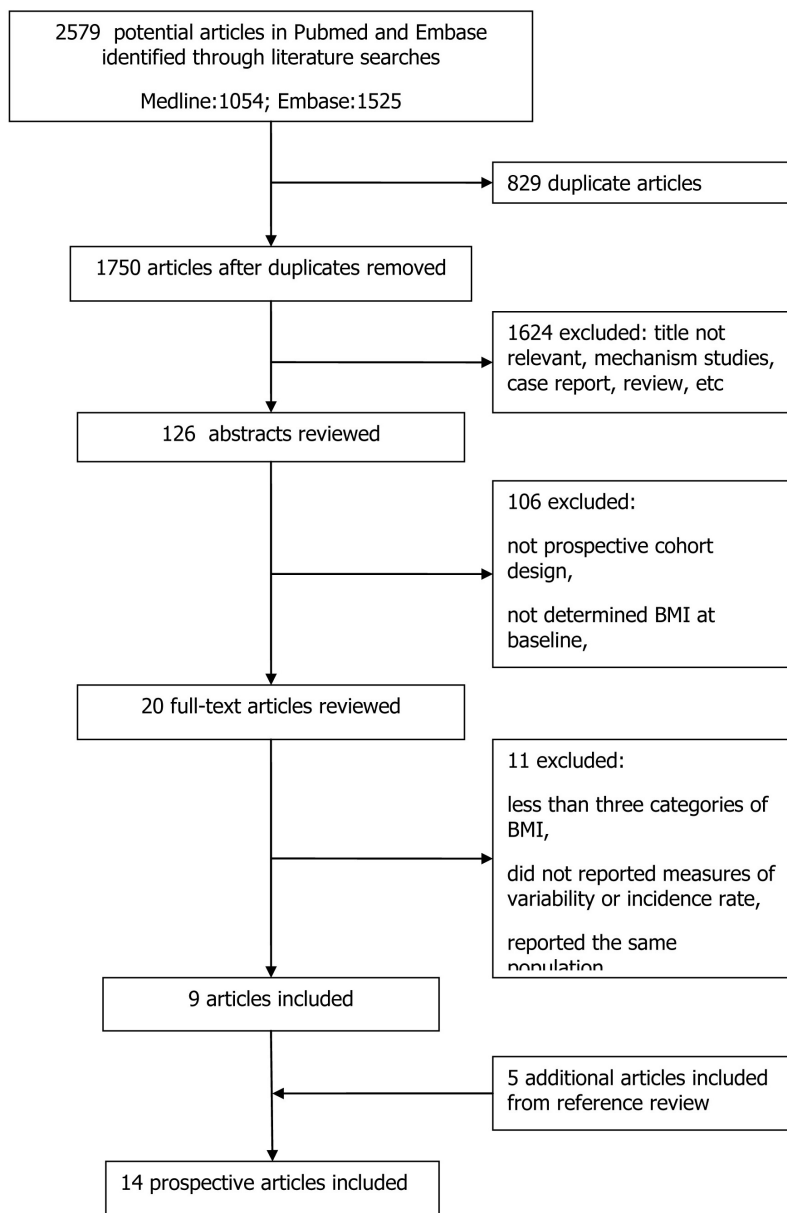 2579 potential articles in Pubmed and Embase
identified through literature searches
Medline:1054; Embase:1525
829 duplicate articles
1750 articles after duplicates removed
1624 excluded: title not
relevant, mechanism studies,
case report, review, etc
126 abstracts reviewed
106 excluded:
not prospective cohort
design,
not determined BMI at
baseline,
20 full-text articles reviewed
11 excluded:
less than three categories of
BMI,
did not reported measures of
variability or incidence rate,
reported the same
population
9 articles included
5 additional articles included
from reference review
14 prospective articles included